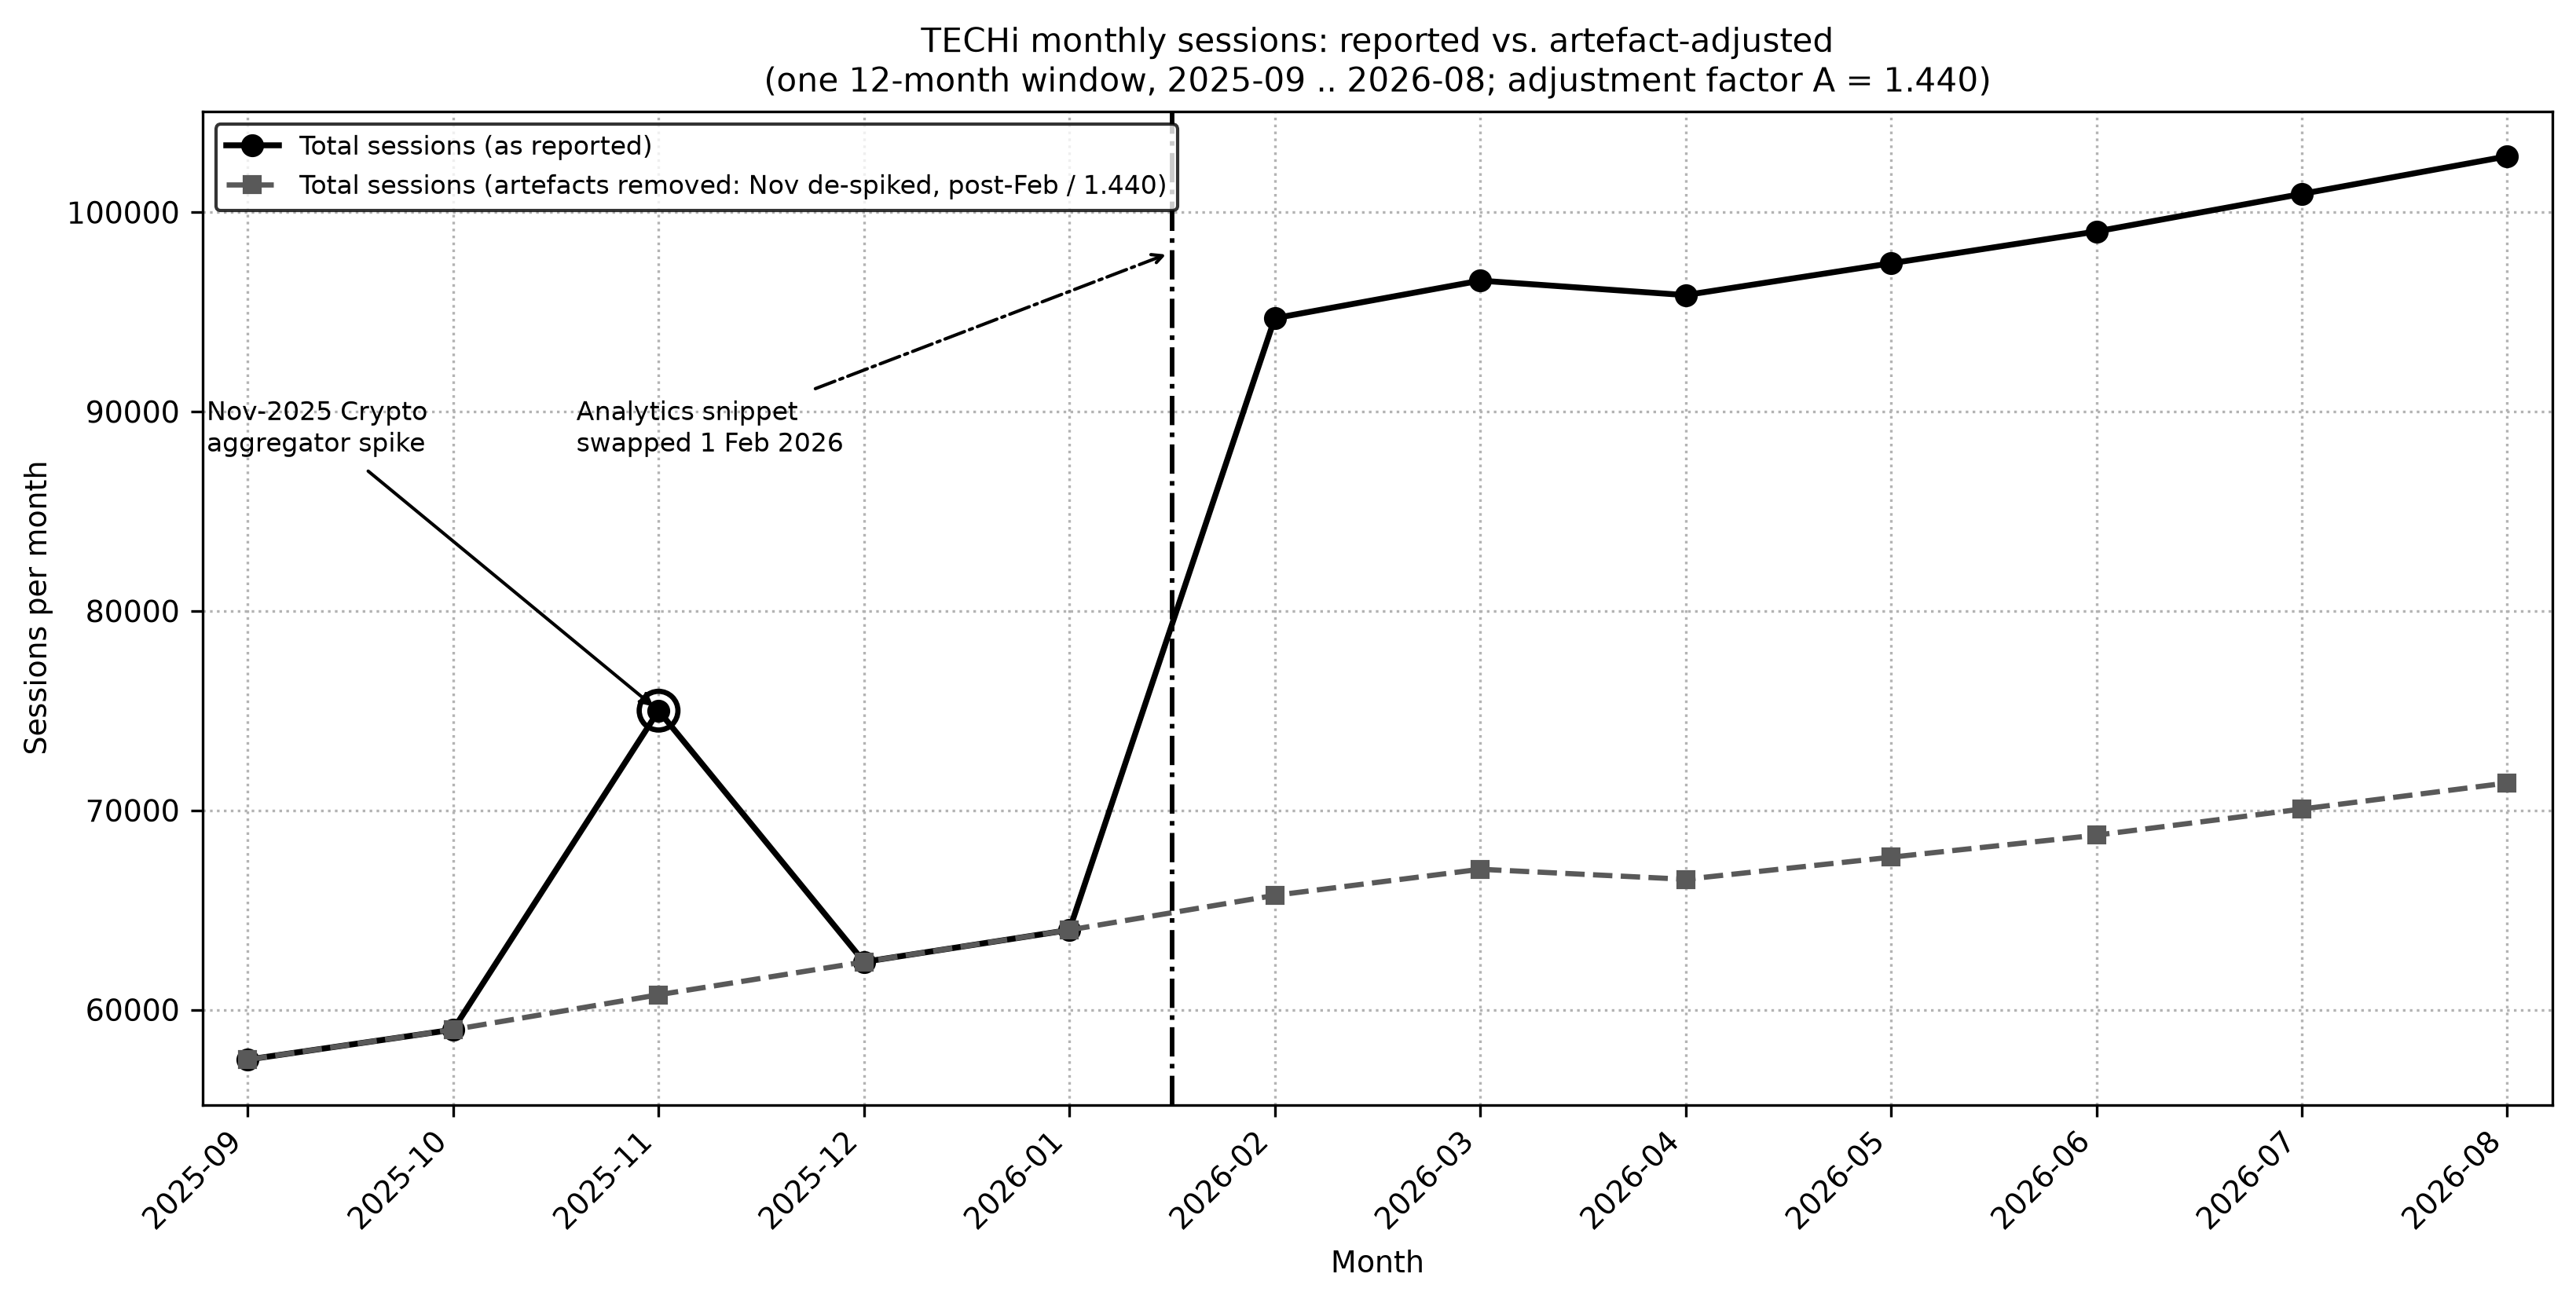 TECHi monthly sessions: reported vs. artefact-adjusted
(one 12-month window, 2025-09 .. 2026-08; adjustment factor A = 1.440)
Total sessions (as reported)
Total sessions (artefacts removed: Nov de-spiked, post-Feb / 1.440)
100000
90000
80000
70000
60000
Sessions per month
Nov-2025 Crypto
aggregator spike
Analytics snippet
swapped 1 Feb 2026
2025-09
2025-10
2025-11
2025-12
2026-01
2026-02
2026-03
2026-04
2026-05
2026-06
2026-07
2026-08
Month